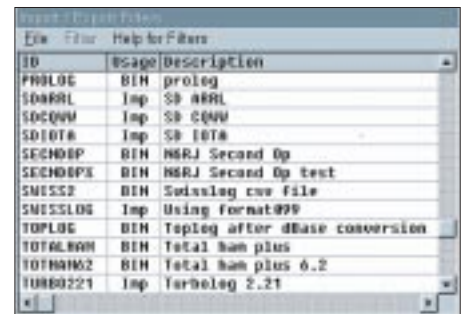 Import / Export Filters
File Filter Help for Filters
ID Usage Description
PROLOG BIN prolog
SDARRL Imp SD ARRL
SDCQWW Imp SD CQWW
SDIOTA Imp SD IOTA
SECNDOP BIN N6RJ Second Op
SECNDOPX BIN N6RJ Second Op test
SWISS2 BIN Swisslog csv file
SWISSLOG Imp Using format#99
TOPLOG BIN Toplog after dBase conversion
TOTALHAM BIN Total ham plus
TOTHAM62 BIN Total ham plus 6.2
TURBO221 Imp Turbolog 2.21